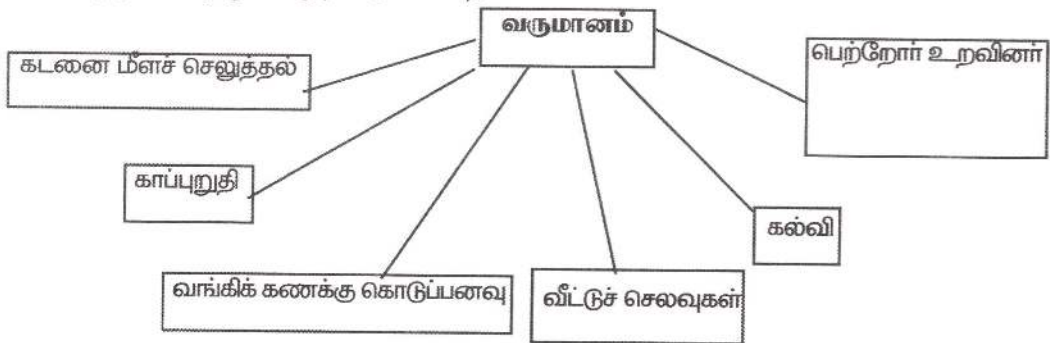 வருமானம்
கடனை மீளச் செலுத்தல்
பெற்றோர் உறவினர்
காப்புறுதி
கல்வி
வங்கிக் கணக்கு கொடுப்பனவு
வீட்டுச் செலவுகள்